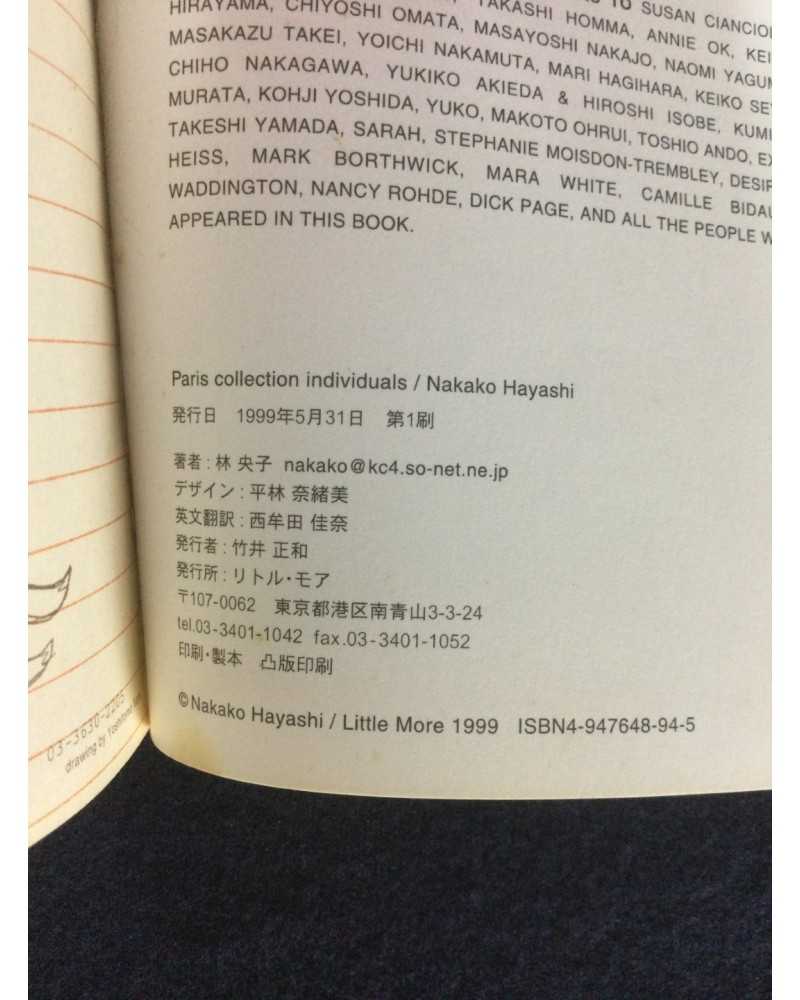 TAKASHI HOMMA, ANNIE OK,
HIRAYAMA, CHIYOSHI OMATA, MASAYOSHI NAKAJO, NAOMI
MASAKAZU TAKEI, YOICHI NAKAMUTA, MARI HAGIHARA, KEIKO
CHIHO NAKAGAWA, YUKIKO AKIEDA & HIROSHI ISOBE,
MURATA, KOHJI YOSHIDA, YUKO, MAKOTO OHRUI, TOSHIO ANDO,
TAKESHI YAMADA, SARAH, STEPHANIE MOISDON-TREMBLEY,
HEISS, MARK BORTHWICK, MARA WHITE, CAMILLE
WADDINGTON, NANCY ROHDE, DICK PAGE, AND ALL THE PEOPLE
APPEARED IN THIS BOOK.
Paris collection individuals / Nakako Hayashi
発行日 1999年5月31日 第1刷
著者:林 央子 nakako@kc4.so-net.ne.jp
デザイン:平林 奈緒美
英文翻訳:西牟田 佳奈
発行者:竹井 正和
発行所:リトル・モア
〒107-0062 東京都港区南青山3-3-24
tel.03-3401-1042 fax.03-3401-1052
印刷・製本 凸版印刷
©Nakako Hayashi / Little More 1999 ISBN4-947648-94-5
03-3630-2205
drawing by